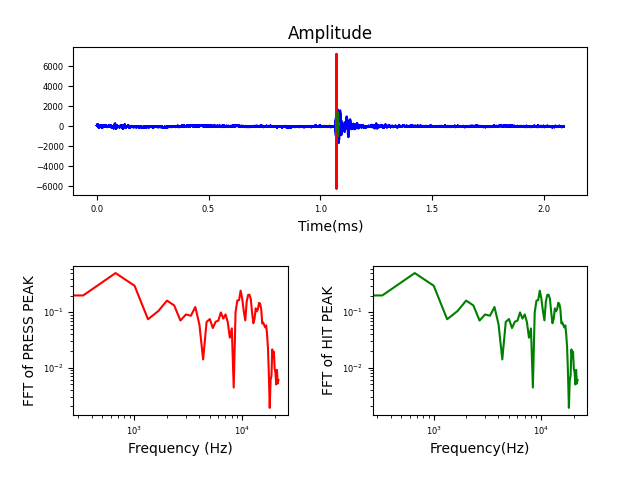 Amplitude
6000
4000
2000
0
−2000
−4000
−6000
0.0 0.5 1.0 1.5 2.0
Time(ms)
FFT of PRESS PEAK
10⁻¹
10⁻²
10³ 10⁴
Frequency (Hz)
FFT of HIT PEAK
10⁻¹
10⁻²
10³ 10⁴
Frequency(Hz)